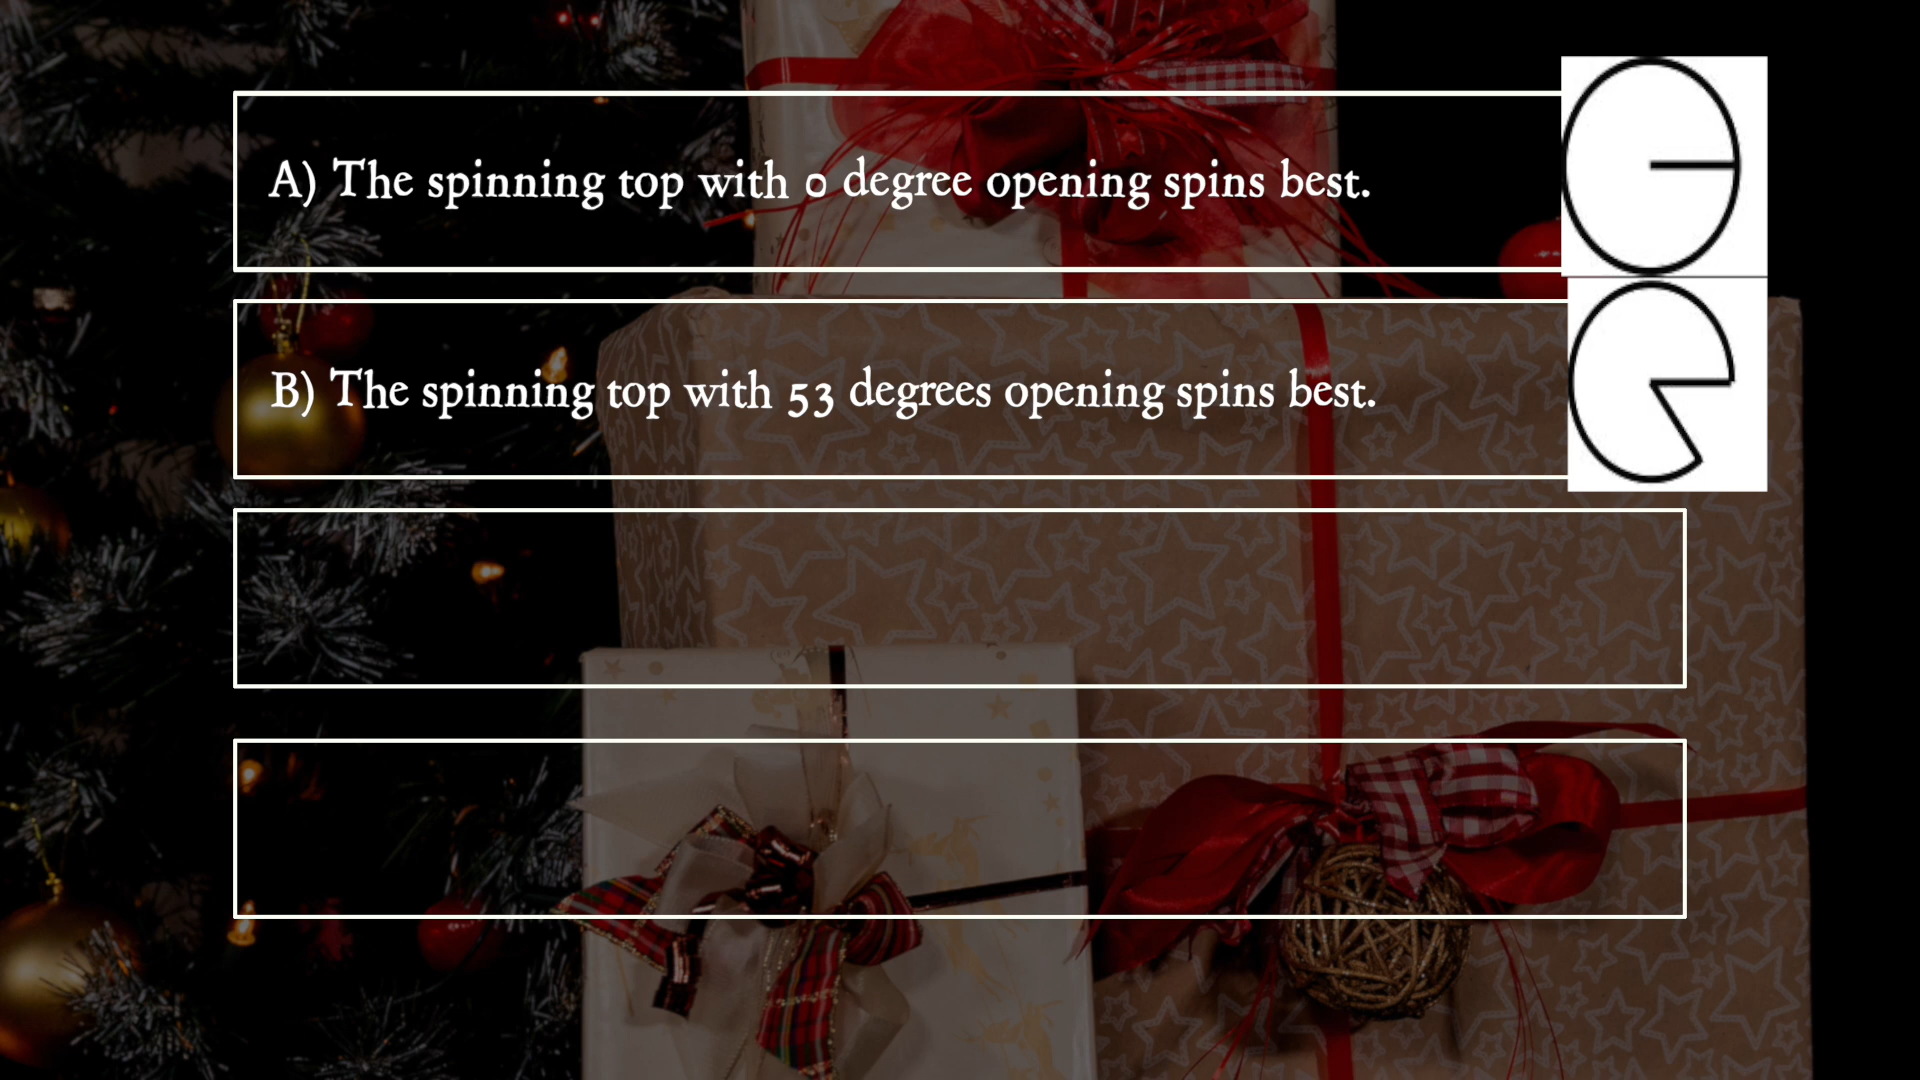 A) The spinning top with 0 degree opening spins best.
B) The spinning top with 53 degrees opening spins best.